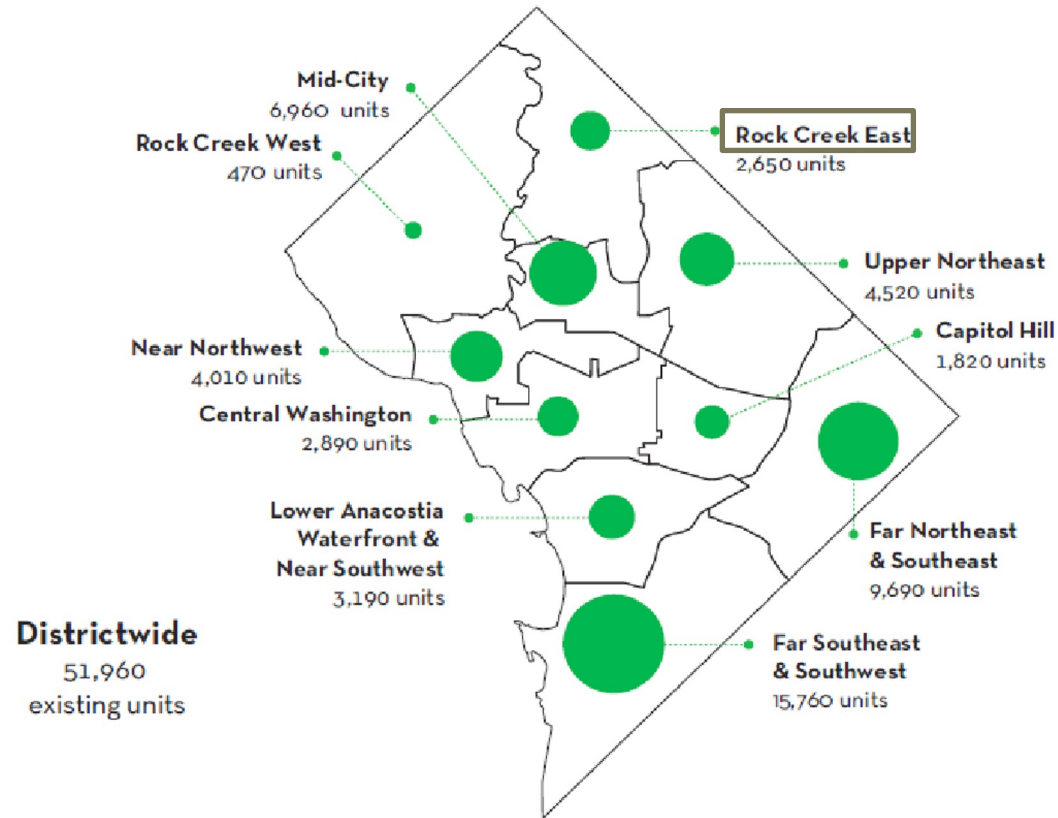 Mid-City
6,960 units
Rock Creek West
470 units
Rock Creek East
2,650 units
Upper Northeast
4,520 units
Capitol Hill
1,820 units
Near Northwest
4,010 units
Central Washington
2,890 units
Lower Anacostia
Waterfront &
Near Southwest
3,190 units
Far Northeast
& Southeast
9,690 units
Districtwide
51,960
existing units
Far Southeast
& Southwest
15,760 units